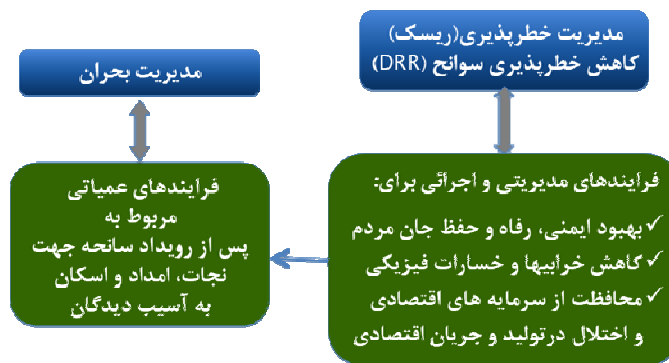 مدیریت خطرپذیری(ریسک)
کاهش خطرپذیری سوانح (DRR)
مدیریت بحران
فرایندهای مدیریتی و اجرائی برای:
✓بهبود ایمنی، رفاه و حفظ جان مردم
✓کاهش خرابیها و خسارات فیزیکی
✓محافظت از سرمایه های اقتصادی
و اختلال درتولید و جریان اقتصادی
فرایندهای عمیاتی
مربوط به
پس از رویداد سانحه جهت
نجات، امداد و اسکان
به آسیب دیدگان